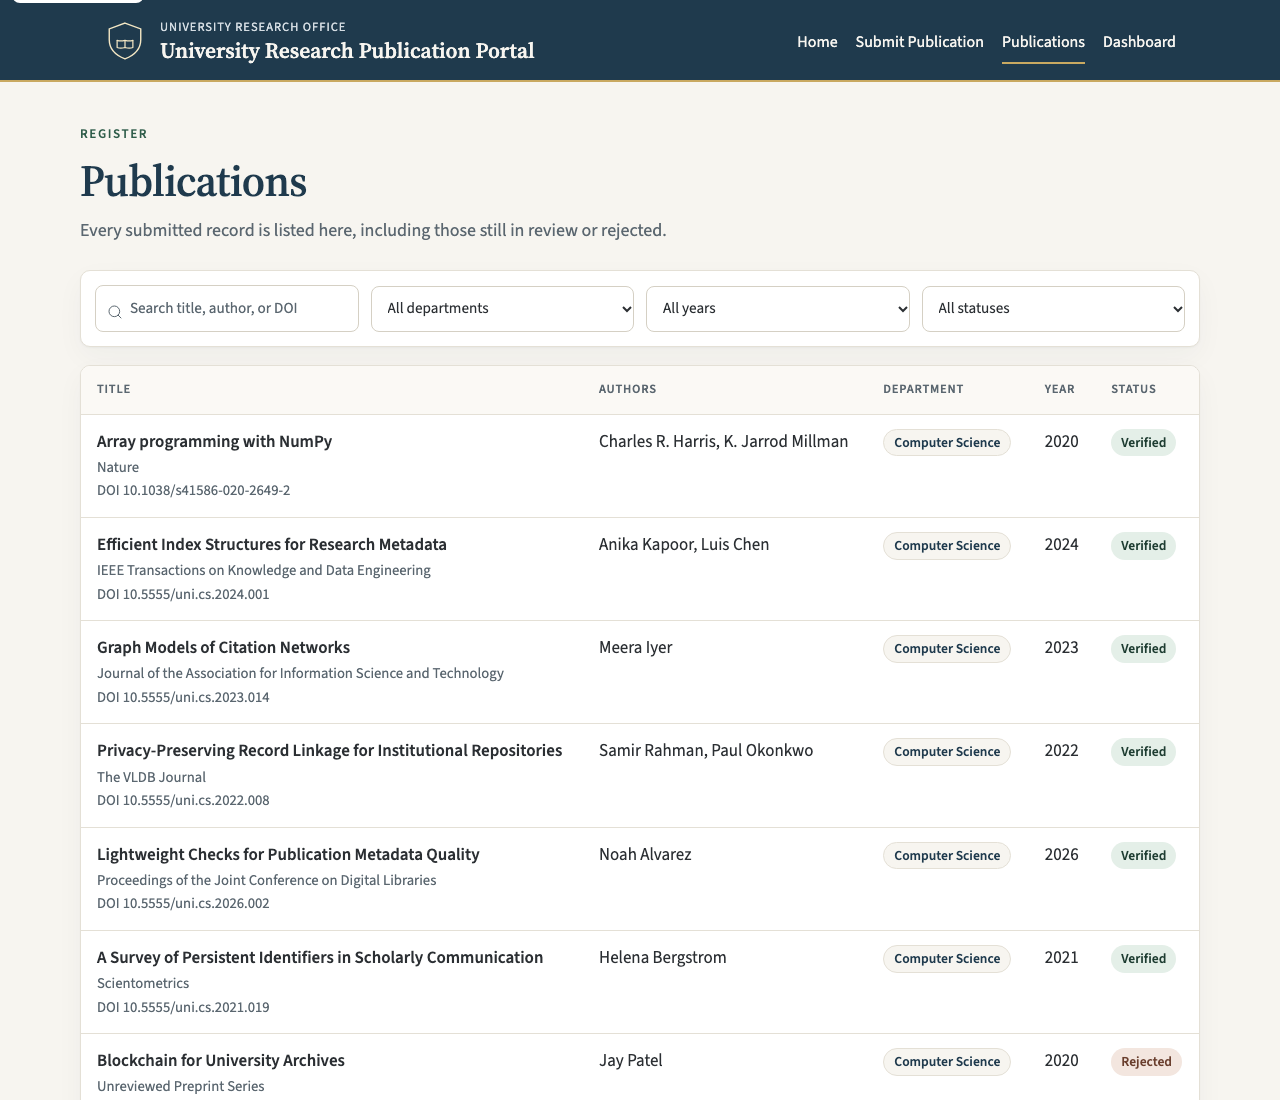 UNIVERSITY RESEARCH OFFICE
University Research Publication Portal
Home Submit Publication Publications Dashboard
REGISTER
Publications
Every submitted record is listed here, including those still in review or rejected.
Search title, author, or DOI
All departments
All years
All statuses
TITLE AUTHORS DEPARTMENT YEAR STATUS
Array programming with NumPy Charles R. Harris, K. Jarrod Millman Computer Science 2020 Verified
Nature
DOI 10.1038/s41586-020-2649-2
Efficient Index Structures for Research Metadata Anika Kapoor, Luis Chen Computer Science 2024 Verified
IEEE Transactions on Knowledge and Data Engineering
DOI 10.5555/uni.cs.2024.001
Graph Models of Citation Networks Meera Iyer Computer Science 2023 Verified
Journal of the Association for Information Science and Technology
DOI 10.5555/uni.cs.2023.014
Privacy-Preserving Record Linkage for Institutional Repositories Samir Rahman, Paul Okonkwo Computer Science 2022 Verified
The VLDB Journal
DOI 10.5555/uni.cs.2022.008
Lightweight Checks for Publication Metadata Quality Noah Alvarez Computer Science 2026 Verified
Proceedings of the Joint Conference on Digital Libraries
DOI 10.5555/uni.cs.2026.002
A Survey of Persistent Identifiers in Scholarly Communication Helena Bergstrom Computer Science 2021 Verified
Scientometrics
DOI 10.5555/uni.cs.2021.019
Blockchain for University Archives Jay Patel Computer Science 2020 Rejected
Unreviewed Preprint Series